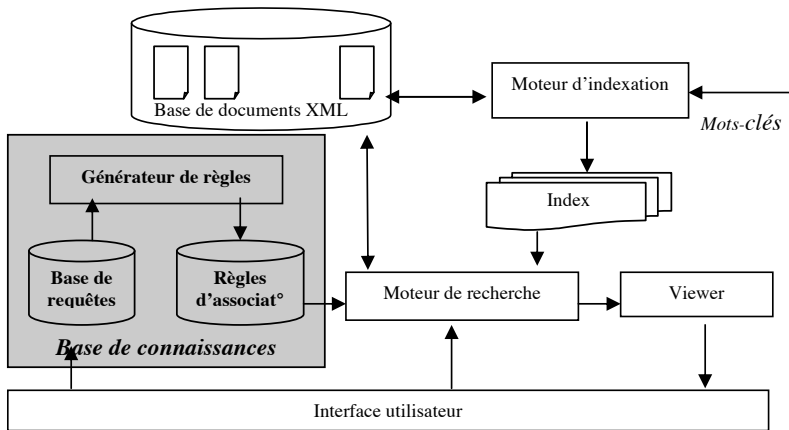 Base de documents XML
Moteur d'indexation
Mots-clés
Générateur de règles
Index
Base de
requêtes
Règles
d'associat°
Moteur de recherche
Viewer
Base de connaissances
Interface utilisateur